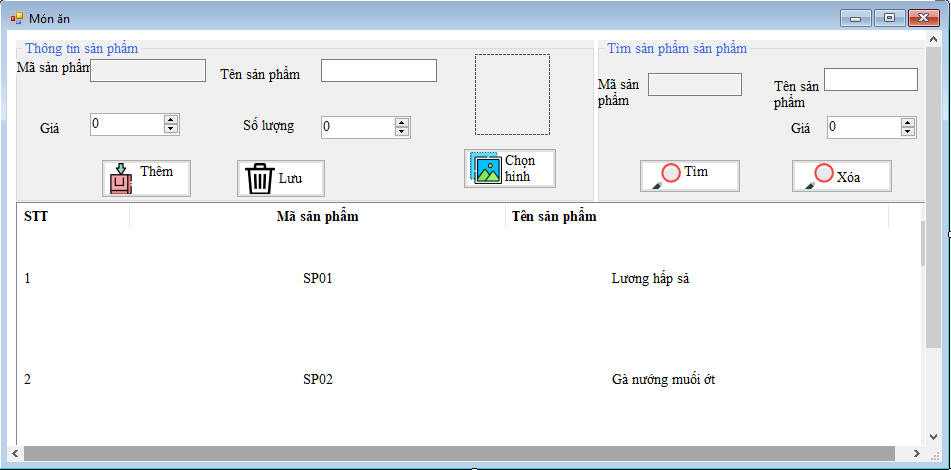 Món ăn
Thông tin sản phẩm
Mã sản phẩm
Tên sản phẩm
Giá
0
Số lượng
0
Thêm
Lưu
Chọn
hình
Tìm sản phẩm sản phẩm
Mã sản
phẩm
Tên sản
phẩm
Giá
0
Tìm
Xóa
STT Mã sản phẩm Tên sản phẩm
1 SP01 Lươn​g hấp sả
2 SP02 Gà nướng muối ớt